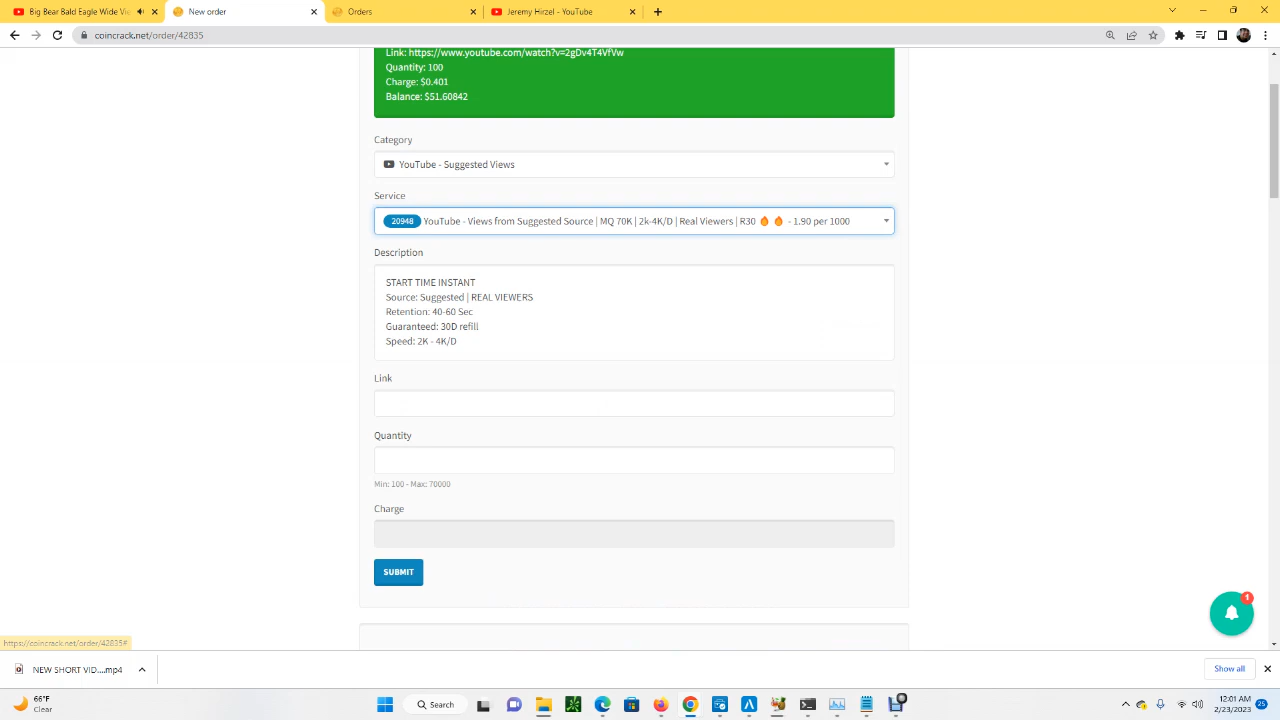 Big Bear Bald Eagle Wide Vi
New order
Orders
Jeremy Hirzel - YouTube
coincrack.net/order/42835
Link: https://www.youtube.com/watch?v=2gDv4T4VfVw
Quantity: 100
Charge: $0.401
Balance: $51.60842
Category
YouTube - Suggested Views
Service
20948 YouTube - Views from Suggested Source | MQ 70K | 2k-4K/D | Real Viewers | R30 🔥 🔥 - 1.90 per 1000
Description
START TIME INSTANT
Source: Suggested | REAL VIEWERS
Retention: 40-60 Sec
Guaranteed: 30D refill
Speed: 2K - 4K/D
Link
Quantity
Min: 100 - Max: 70000
Charge
SUBMIT
1
https://coincrack.net/order/42835#
NEW SHORT VID....mp4
Show all
66°F
Clear
Search
12:01 AM
2/23/2023
25